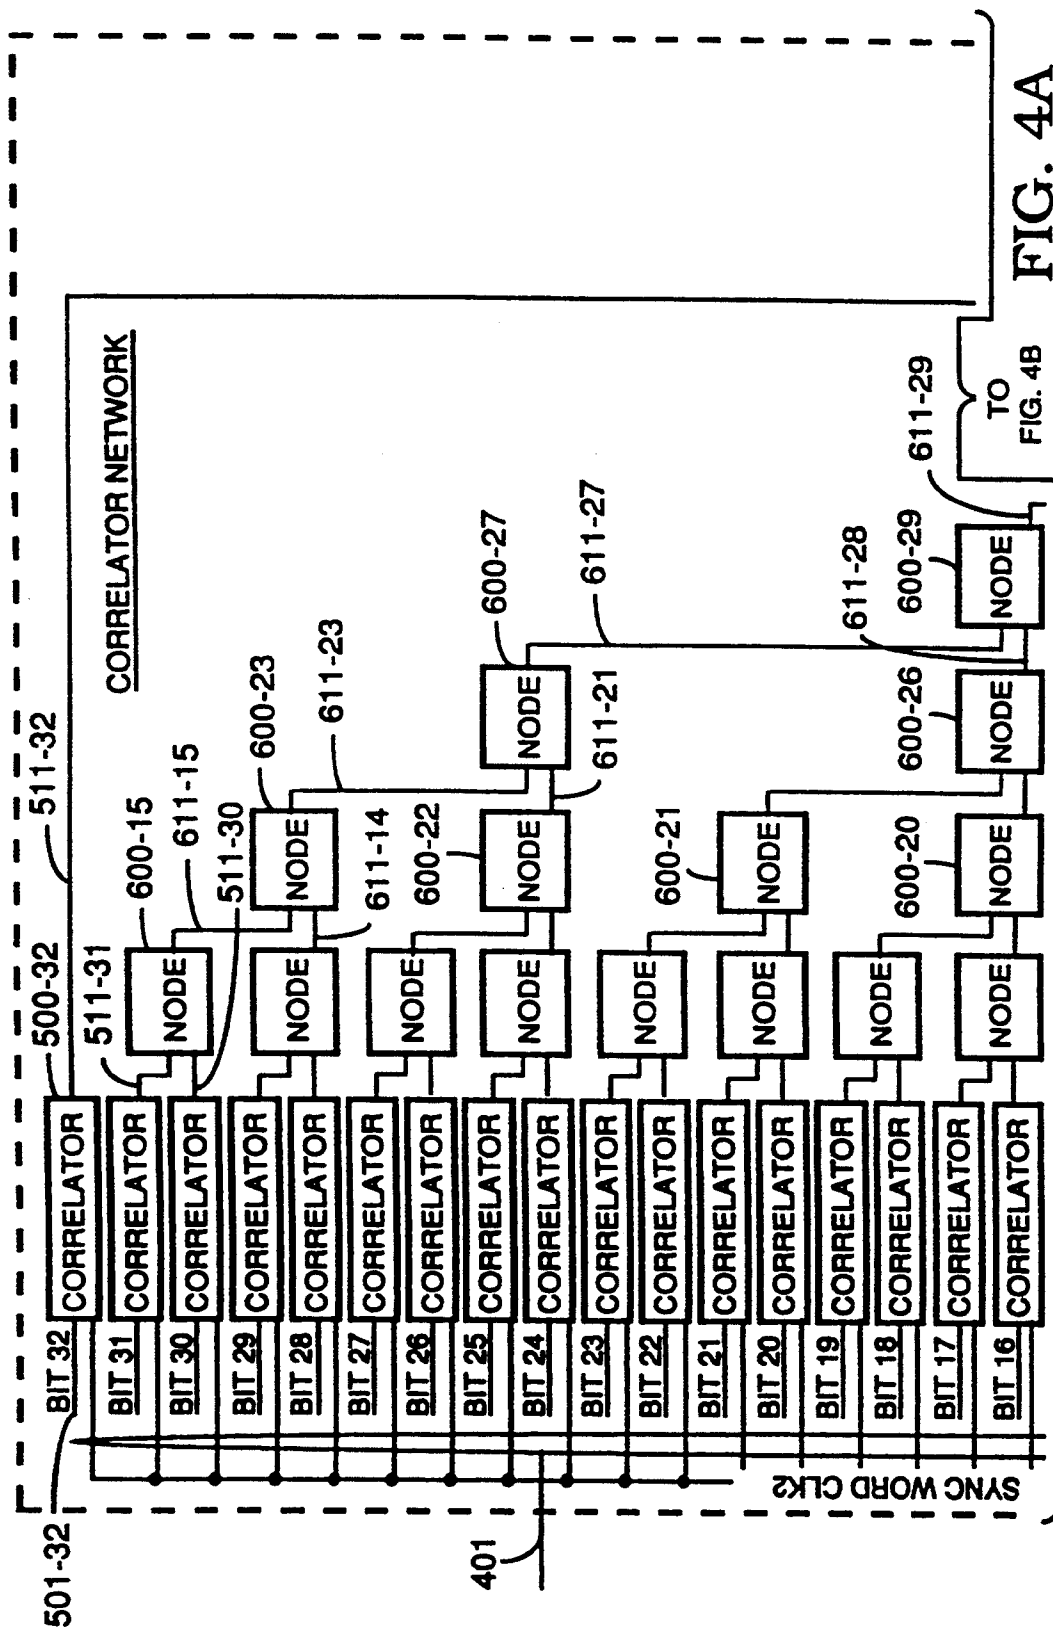 501-32
500-32
511-32
BIT 32
CORRELATOR
CORRELATOR NETWORK
511-31
600-15
611-15
BIT 31
CORRELATOR
NODE
511-30
BIT 30
CORRELATOR
600-23
BIT 29
CORRELATOR
NODE
NODE
611-23
BIT 28
CORRELATOR
611-14
BIT 27
CORRELATOR
NODE
600-22
600-27
BIT 26
CORRELATOR
401
BIT 25
CORRELATOR
NODE
NODE
NODE
BIT 24
CORRELATOR
611-21
611-27
BIT 23
CORRELATOR
NODE
600-21
BIT 22
CORRELATOR
BIT 21
CORRELATOR
NODE
NODE
BIT 20
CORRELATOR
BIT 19
CORRELATOR
NODE
600-20
600-26
611-28
600-29
611-29
BIT 18
CORRELATOR
BIT 17
CORRELATOR
NODE
NODE
NODE
NODE
BIT 16
CORRELATOR
SYNC WORD CLK2
TO
FIG. 4B
FIG. 4A